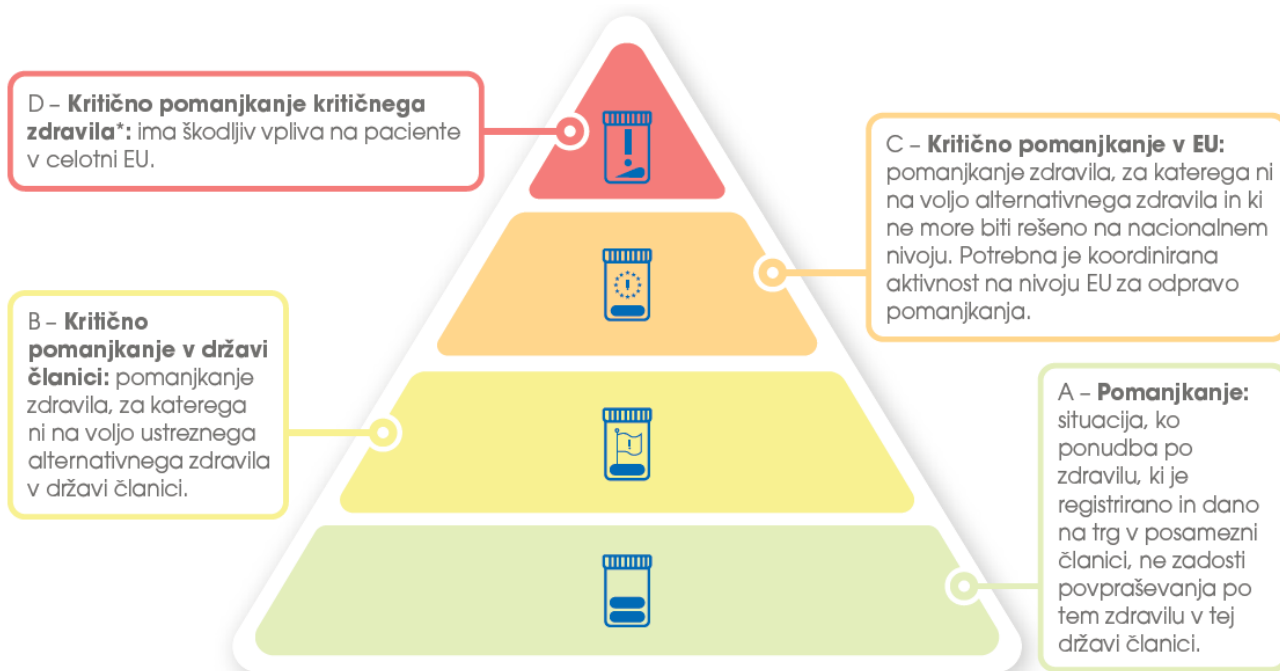 D – Kritično pomanjkanje kritičnega
zdravila*: ima škodljiv vpliva na paciente
v celotni EU.
C – Kritično pomanjkanje v EU:
pomanjkanje zdravila, za katerega ni
na voljo alternativnega zdravila in ki
ne more biti rešeno na nacionalnem
nivoju. Potrebna je koordinirana
aktivnost na nivoju EU za odpravo
pomanjkanja.
B – Kritično
pomanjkanje v državi
članici: pomanjkanje
zdravila, za katerega
ni na voljo ustreznega
alternativnega zdravila
v državi članici.
A – Pomanjkanje:
situacija, ko
ponudba po
zdravilu, ki je
registrirano in dano
na trg v posamezni
članici, ne zadosti
povpraševanja po
tem zdravilu v tej
državi članici.